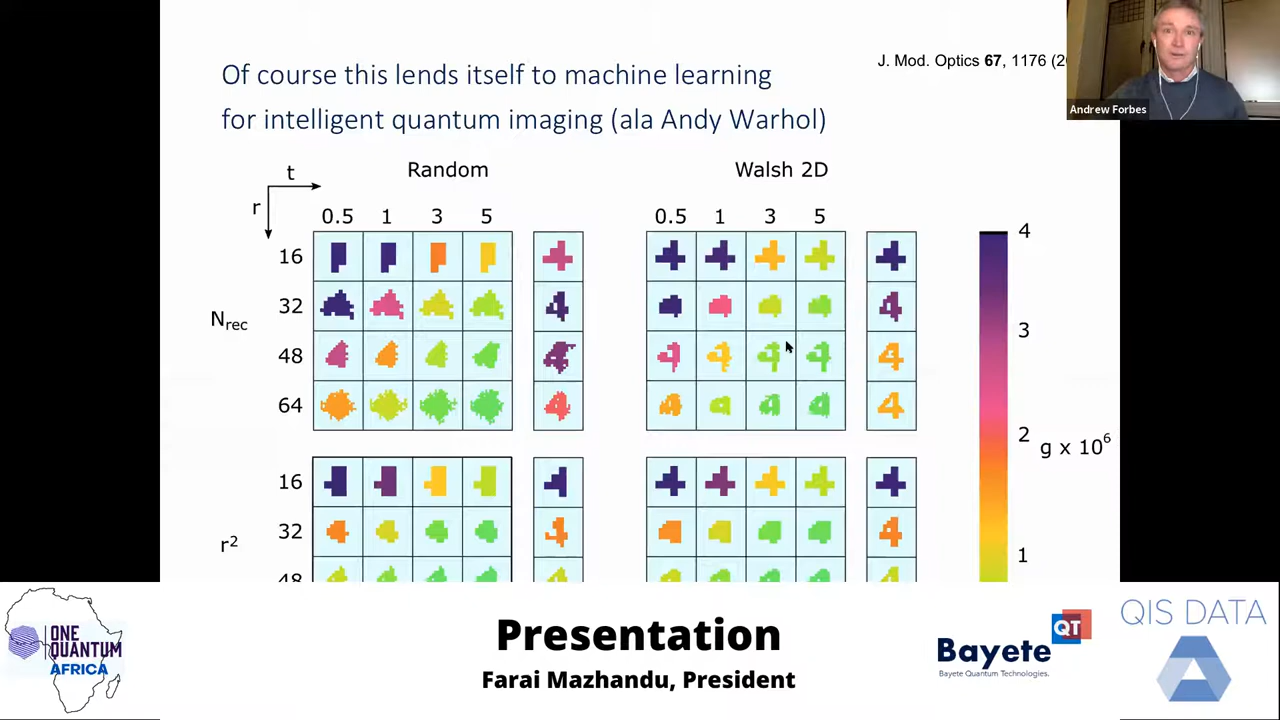 Of course this lends itself to machine learning
for intelligent quantum imaging (ala Andy Warhol)
J. Mod. Optics 67, 1176
Andrew Forbes
Random
Walsh 2D
t
r
0.5 1 3 5
0.5 1 3 5
16
32
48
64
Nrec
16
32
48
r²
4
3
2
1
g x 10⁶
ONE
QUANTUM
AFRICA
Presentation
Farai Mazhandu, President
QT
Bayete
Bayete Quantum Technologies.
QIS DATA